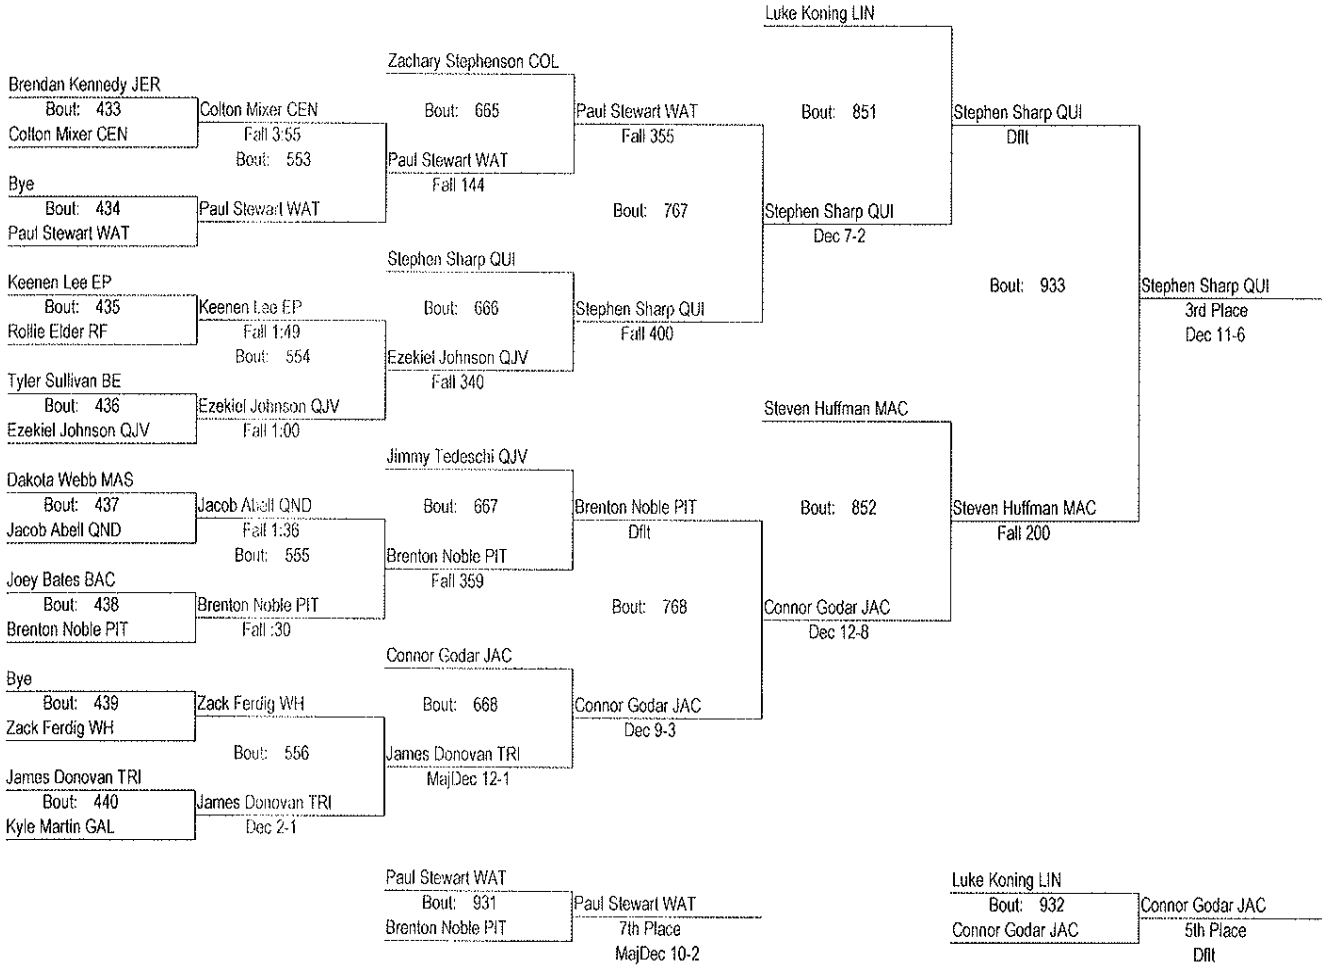 Luke Koning LIN
Zachary Stephenson COL
Brendan Kennedy JER
Bout: 433
Colton Mixer CEN
Colton Mixer CEN
Fall 3:55
Bout: 553
Bout: 665
Paul Stewart WAT
Fall 355
Bout: 851
Stephen Sharp QUI
Dflt
Paul Stewart WAT
Fall 144
Bye
Bout: 434
Paul Stewart WAT
Paul Stewart WAT
Bout: 767
Stephen Sharp QUI
Dec 7-2
Stephen Sharp QUI
Keenen Lee EP
Bout: 435
Rollie Elder RF
Keenen Lee EP
Fall 1:49
Bout: 554
Bout: 666
Stephen Sharp QUI
Fall 400
Bout: 933
Stephen Sharp QUI
3rd Place
Dec 11-6
Ezekiel Johnson QJV
Fall 340
Tyler Sullivan BE
Bout: 436
Ezekiel Johnson QJV
Ezekiel Johnson QJV
Fall 1:00
Steven Huffman MAC
Jimmy Tedeschi QJV
Dakota Webb MAS
Bout: 437
Jacob Abell QND
Jacob Abell QND
Fall 1:36
Bout: 555
Bout: 667
Brenton Noble PIT
Dflt
Bout: 852
Steven Huffman MAC
Fall 200
Brenton Noble PIT
Fall 359
Joey Bates BAC
Bout: 438
Brenton Noble PIT
Brenton Noble PIT
Fall :30
Bout: 768
Connor Godar JAC
Dec 12-8
Connor Godar JAC
Bye
Bout: 439
Zack Ferdig WH
Zack Ferdig WH
Bout: 556
Bout: 668
Connor Godar JAC
Dec 9-3
James Donovan TRI
MajDec 12-1
James Donovan TRI
Bout: 440
Kyle Martin GAL
James Donovan TRI
Dec 2-1
Paul Stewart WAT
Bout: 931
Brenton Noble PIT
Paul Stewart WAT
7th Place
MajDec 10-2
Luke Koning LIN
Bout: 932
Connor Godar JAC
Connor Godar JAC
5th Place
Dflt